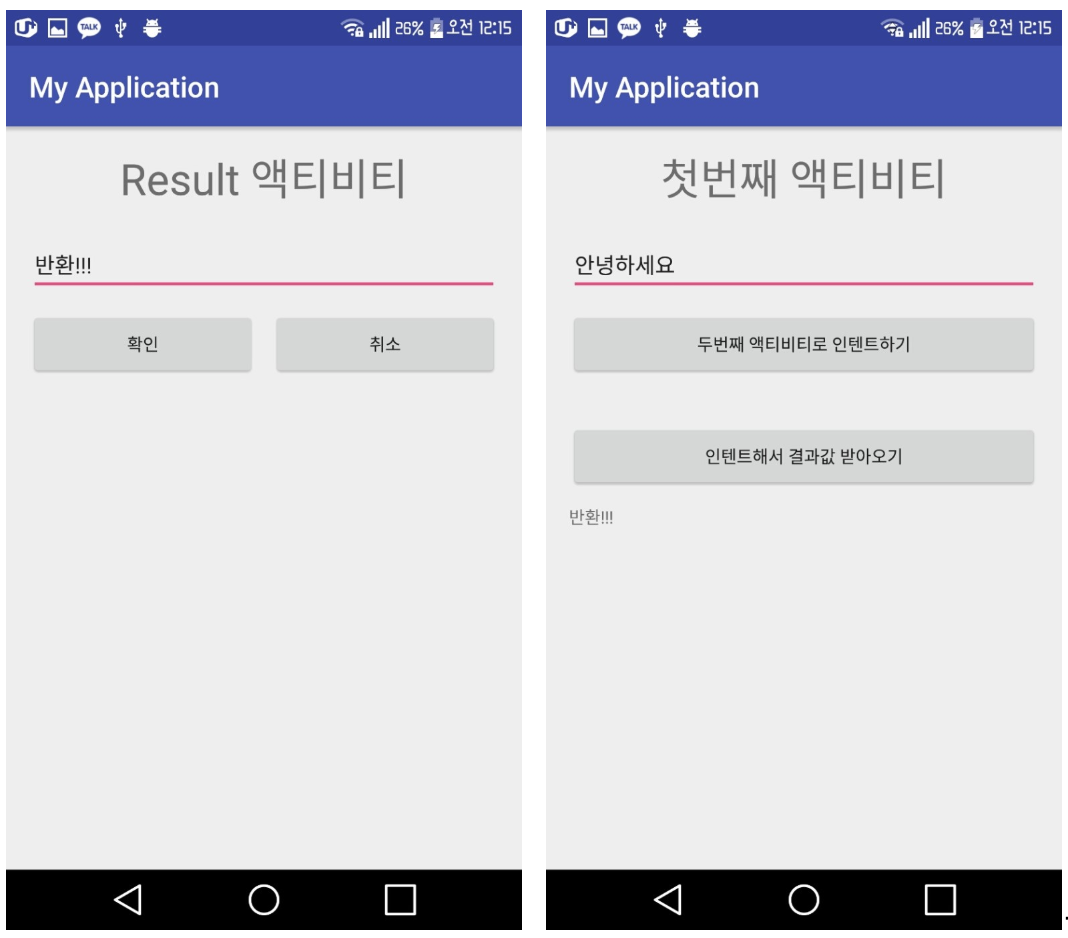 TALK 26% 오전 12:15
My Application
Result 액티비티
반환!!!
확인 취소
TALK 26% 오전 12:15
My Application
첫번째 액티비티
안녕하세요
두번째 액티비티로 인텐트하기
인텐트해서 결과값 받아오기
반환!!!